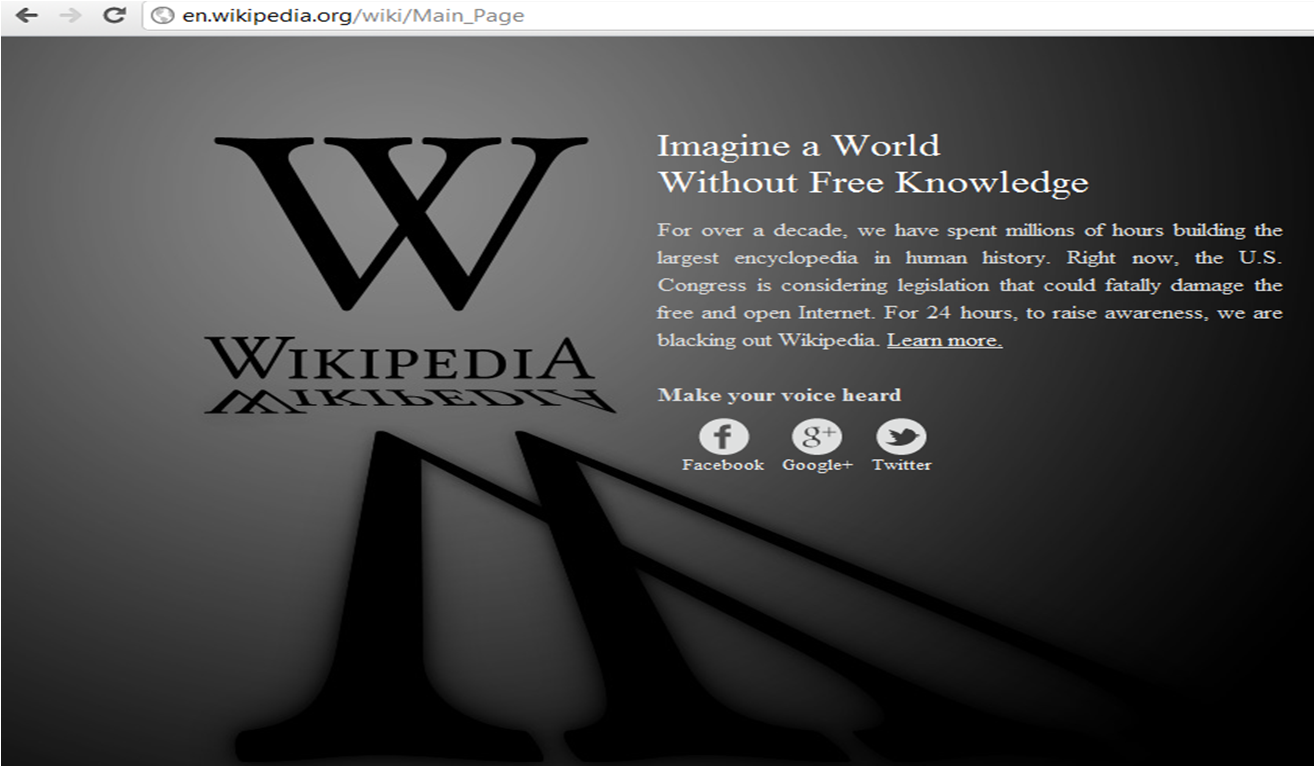 en.wikipedia.org/wiki/Main_Page
W
WIKIPEDIA
Imagine a World
Without Free Knowledge
For over a decade, we have spent millions of hours building the
largest encyclopedia in human history. Right now, the U.S.
Congress is considering legislation that could fatally damage the
free and open Internet. For 24 hours, to raise awareness, we are
blacking out Wikipedia. Learn more.
Make your voice heard
f g+
Facebook Google+ Twitter